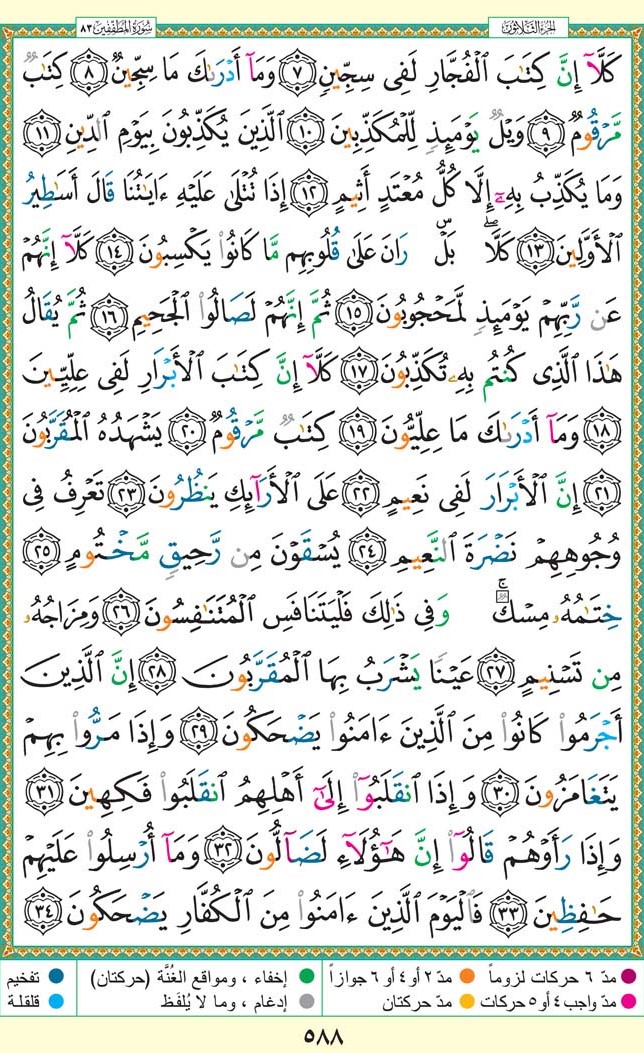 سُورَةُ المُطَفِّفِين ٨٣
الجزء الثلاثون
كَلَّآ إِنَّ كِتَٰبَ ٱلْفُجَّارِ لَفِى سِجِّينٍ ٧ وَمَآ أَدْرَىٰكَ مَا سِجِّينٌ ٨ كِتَٰبٌ
مَّرْقُومٌ ٩ وَيْلٌ يَوْمَئِذٍ لِّلْمُكَذِّبِينَ ١٠ ٱلَّذِينَ يُكَذِّبُونَ بِيَوْمِ ٱلدِّينِ ١١
وَمَا يُكَذِّبُ بِهِۦٓ إِلَّا كُلُّ مُعْتَدٍ أَثِيمٍ ١٢ إِذَا تُتْلَىٰ عَلَيْهِ ءَايَٰتُنَا قَالَ أَسَٰطِيرُ
ٱلْأَوَّلِينَ ١٣ كَلَّا ۖ بَلْ ۜ رَانَ عَلَىٰ قُلُوبِهِم مَّا كَانُوا۟ يَكْسِبُونَ ١٤ كَلَّآ إِنَّهُمْ
عَن رَّبِّهِمْ يَوْمَئِذٍ لَّمَحْجُوبُونَ ١٥ ثُمَّ إِنَّهُمْ لَصَالُوا۟ ٱلْجَحِيمِ ١٦ ثُمَّ يُقَالُ
هَٰذَا ٱلَّذِى كُنتُم بِهِۦ تُكَذِّبُونَ ١٧ كَلَّآ إِنَّ كِتَٰبَ ٱلْأَبْرَارِ لَفِى عِلِّيِّينَ
١٨ وَمَآ أَدْرَىٰكَ مَا عِلِّيُّونَ ١٩ كِتَٰبٌ مَّرْقُومٌ ٢٠ يَشْهَدُهُ ٱلْمُقَرَّبُونَ
٢١ إِنَّ ٱلْأَبْرَارَ لَفِى نَعِيمٍ ٢٢ عَلَى ٱلْأَرَآئِكِ يَنظُرُونَ ٢٣ تَعْرِفُ فِى
وُجُوهِهِمْ نَضْرَةَ ٱلنَّعِيمِ ٢٤ يُسْقَوْنَ مِن رَّحِيقٍ مَّخْتُومٍ ٢٥
خِتَٰمُهُۥ مِسْكٌ ۚ وَفِى ذَٰلِكَ فَلْيَتَنَافَسِ ٱلْمُتَنَٰفِسُونَ ٢٦ وَمِزَاجُهُۥ
مِن تَسْنِيمٍ ٢٧ عَيْنًا يَشْرَبُ بِهَا ٱلْمُقَرَّبُونَ ٢٨ إِنَّ ٱلَّذِينَ
أَجْرَمُوا۟ كَانُوا۟ مِنَ ٱلَّذِينَ ءَامَنُوا۟ يَضْحَكُونَ ٢٩ وَإِذَا مَرُّوا۟ بِهِمْ
يَتَغَامَزُونَ ٣٠ وَإِذَا ٱنقَلَبُوٓا۟ إِلَىٰٓ أَهْلِهِمُ ٱنقَلَبُوا۟ فَكِهِينَ ٣١
وَإِذَا رَأَوْهُمْ قَالُوٓا۟ إِنَّ هَٰٓؤُلَآءِ لَضَآلُّونَ ٣٢ وَمَآ أُرْسِلُوا۟ عَلَيْهِمْ
حَٰفِظِينَ ٣٣ فَٱلْيَوْمَ ٱلَّذِينَ ءَامَنُوا۟ مِنَ ٱلْكُفَّارِ يَضْحَكُونَ ٣٤
مدّ ٦ حركات لزوماً مدّ ٢ أو ٤ أو ٦ جوازاً إخفاء ، ومواقع الغُنَّة (حركتان) تفخيم
مدّ واجب ٤ أو ٥ حركات مدّ حركتان إدغام ، وما لا يُلفَظ قلقلة
٥٨٨